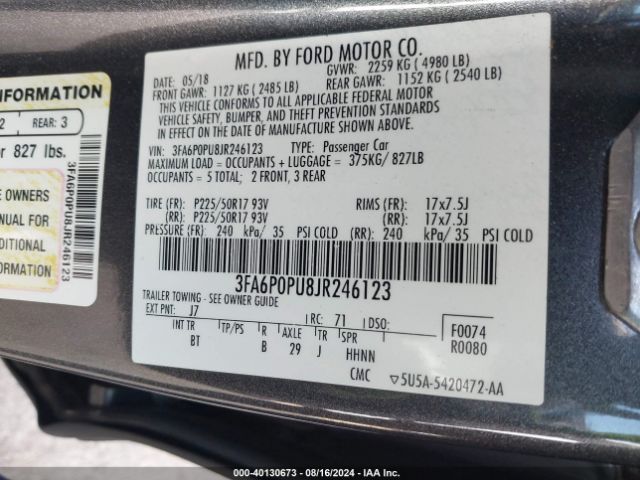 INFORMATION
2 REAR: 3
or 827 lbs.
E OWNERS
NUAL FOR
DITIONAL
FORMATION
3FA6P0PU8JR246123
MFD. BY FORD MOTOR CO.
DATE: 05/18 GVWR: 2259 KG ( 4980 LB)
FRONT GAWR: 1127 KG ( 2485 LB) REAR GAWR: 1152 KG ( 2540 LB)
THIS VEHICLE CONFORMS TO ALL APPLICABLE FEDERAL MOTOR
VEHICLE SAFETY, BUMPER, AND THEFT PREVENTION STANDARDS
IN EFFECT ON THE DATE OF MANUFACTURE SHOWN ABOVE.
VIN: 3FA6P0PU8JR246123 TYPE: Passenger Car
MAXIMUM LOAD = OCCUPANTS + LUGGAGE = 375KG/ 827LB
OCCUPANTS = 5 TOTAL; 2 FRONT, 3 REAR
TIRE (FR): P225/50R17 93V RIMS (FR): 17x7.5J
(RR): P225/50R17 93V (RR): 17x7.5J
PRESSURE (FR): 240 kPa/ 35 PSI COLD (RR): 240 kPa/ 35 PSI COLD
3FA6P0PU8JR246123
TRAILER TOWING - SEE OWNER GUIDE
EXT PNT: J7 RC: 71 DSO: F0074
INT TR TP/PS R AXLE TR SPR R0080
BT B 29 J HHNN
CMC 5U5A-5420472-AA
000-40130673 - 08/16/2024 - IAA Inc.